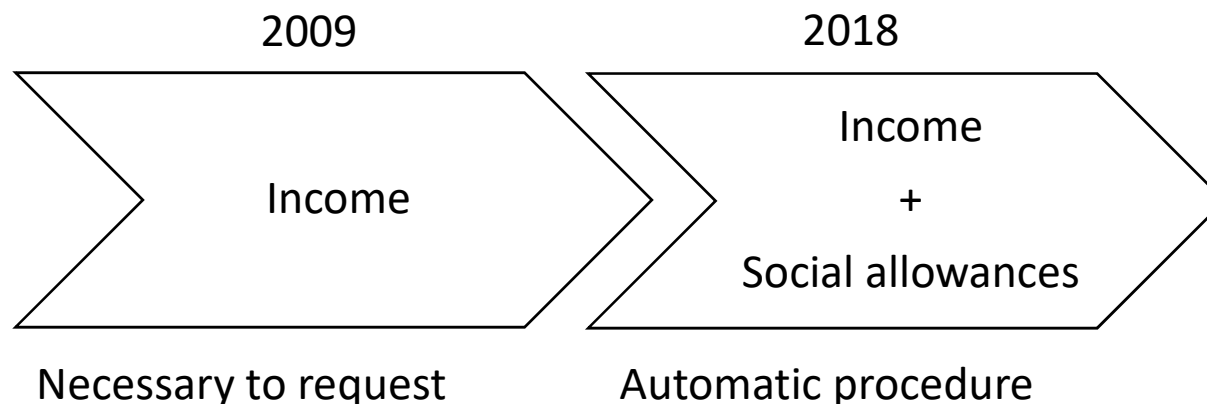 2009
2018
Income
Income
+
Social allowances
Necessary to request
Automatic procedure